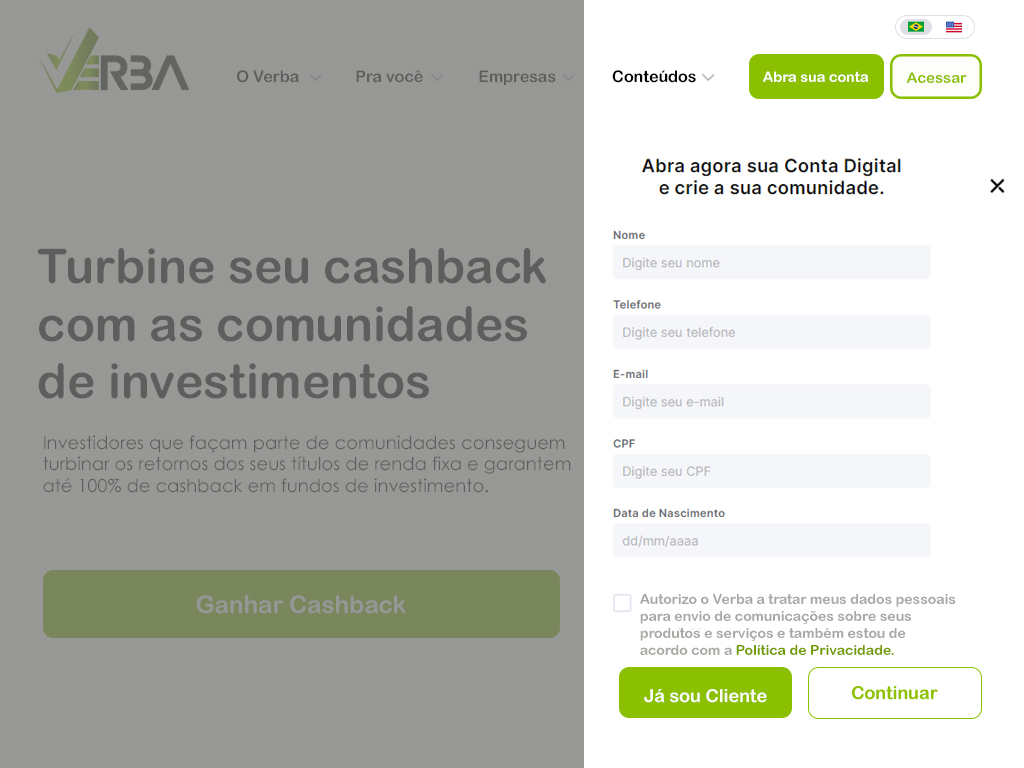 VERBA
O Verba
Pra você
Empresas
Conteúdos
Abra sua conta
Acessar
Turbine seu cashback
com as comunidades
de investimentos
Investidores que façam parte de comunidades conseguem
turbinar os retornos dos seus títulos de renda fixa e garantem
até 100% de cashback em fundos de investimento.
Ganhar Cashback
Abra agora sua Conta Digital
e crie a sua comunidade.
Nome
Digite seu nome
Telefone
Digite seu telefone
E-mail
Digite seu e-mail
CPF
Digite seu CPF
Data de Nascimento
dd/mm/aaaa
Autorizo o Verba a tratar meus dados pessoais
para envio de comunicações sobre seus
produtos e serviços e também estou de
acordo com a Política de Privacidade.
Já sou Cliente
Continuar